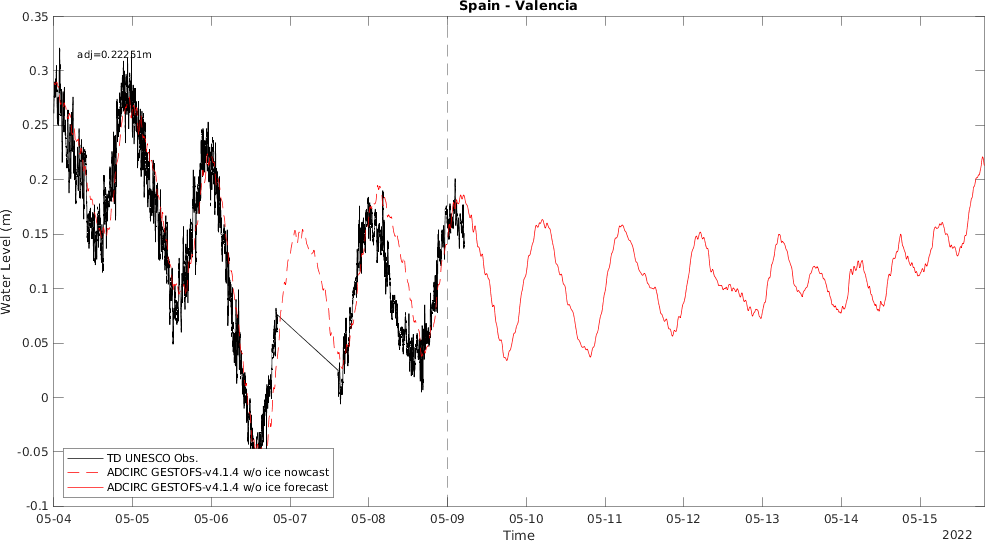 Spain - Valencia
adj=0.22251m
0.35
0.3
0.25
0.2
0.15
0.1
0.05
0
-0.05
-0.1
Water Level (m)
TD UNESCO Obs.
ADCIRC GESTOFS-v4.1.4 w/o ice nowcast
ADCIRC GESTOFS-v4.1.4 w/o ice forecast
05-04 05-05 05-06 05-07 05-08 05-09 05-10 05-11 05-12 05-13 05-14 05-15
Time
2022